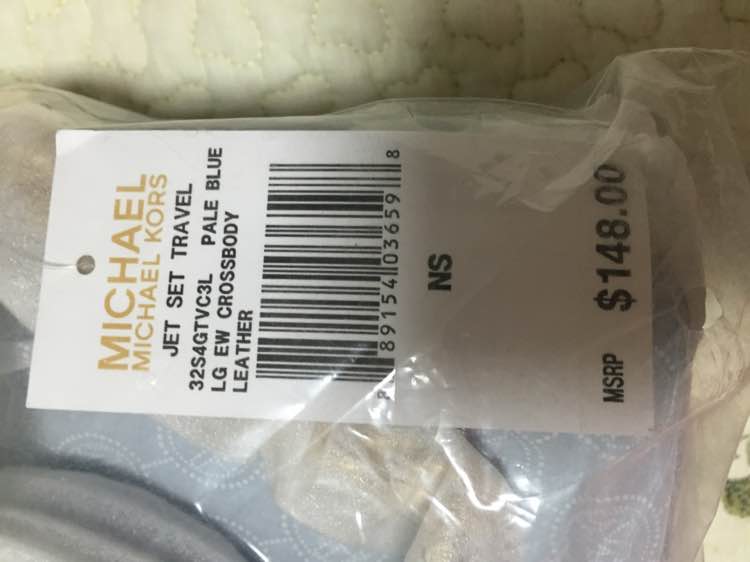 MICHAEL
MICHAEL KORS
JET SET TRAVEL
32S4GTVC3L PALE BLUE
LG EW CROSSBODY
LEATHER
89154 03659 8
NS
MSRP $148.00